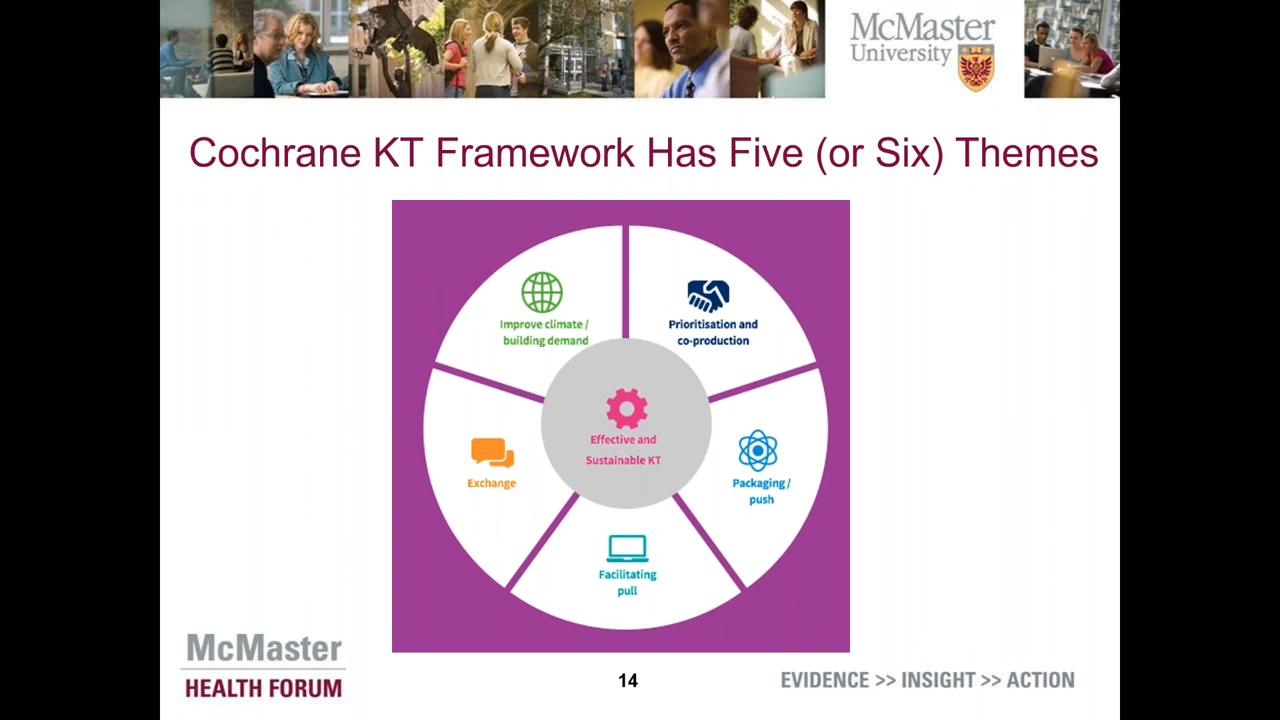 McMaster
University
Cochrane KT Framework Has Five (or Six) Themes
Improve climate /
building demand
Prioritisation and
co-production
Effective and
Sustainable KT
Exchange
Packaging /
push
Facilitating
pull
McMaster
HEALTH FORUM
14
EVIDENCE >> INSIGHT >> ACTION